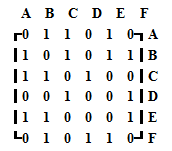 A B C D E F
0 1 1 0 1 0 A
1 0 1 0 1 1 B
1 1 0 1 0 0 C
0 0 1 0 0 1 D
1 1 0 0 0 1 E
0 1 0 1 1 0 F